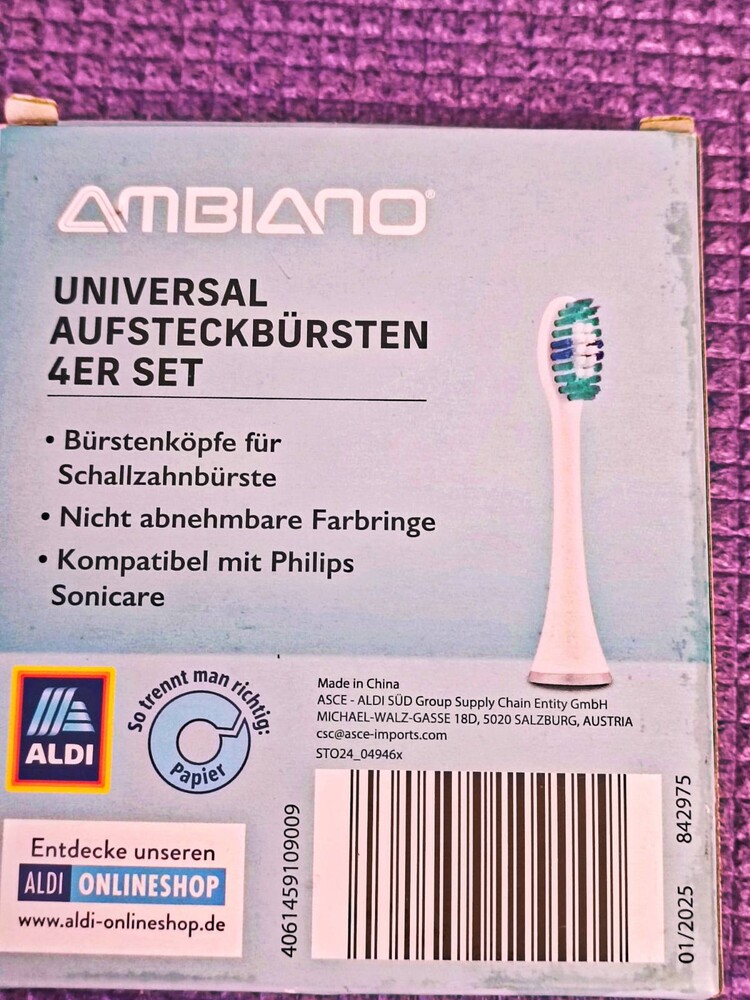 AMBIANO®
UNIVERSAL
AUFSTECKBÜRSTEN
4ER SET
• Bürstenköpfe für
Schallzahnbürste
• Nicht abnehmbare Farbringe
• Kompatibel mit Philips
Sonicare
ALDI
So trennt man richtig:
Papier
Made in China
ASCE - ALDI SÜD Group Supply Chain Entity GmbH
MICHAEL-WALZ-GASSE 18D, 5020 SALZBURG, AUSTRIA
csc@asce-imports.com
STO24_04946x
Entdecke unseren
ALDI ONLINESHOP
www.aldi-onlineshop.de
4061459109009
01/2025 842975